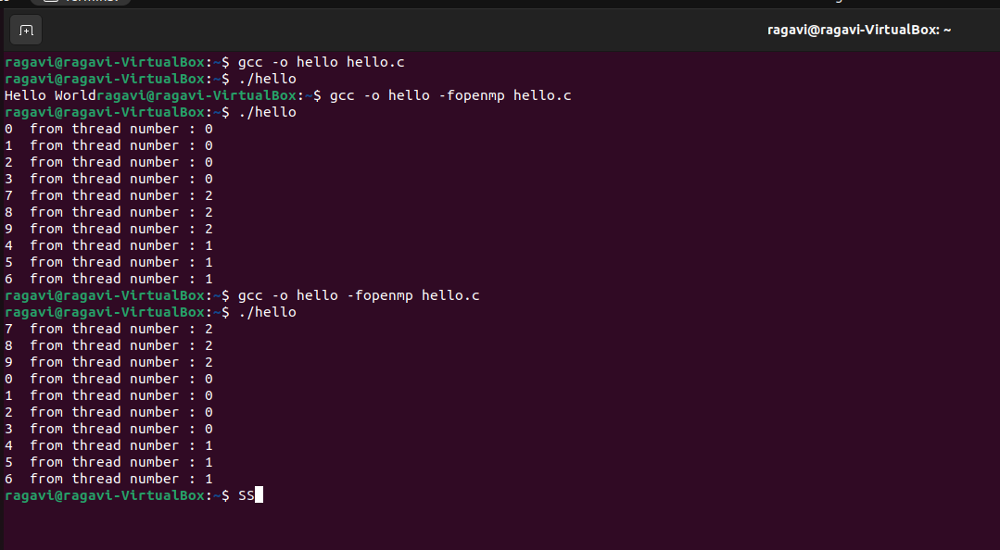 ragavi@ragavi-VirtualBox: ~
ragavi@ragavi-VirtualBox:~$ gcc -o hello hello.c
ragavi@ragavi-VirtualBox:~$ ./hello
Hello Worldragavi@ragavi-VirtualBox:~$ gcc -o hello -fopenmp hello.c
ragavi@ragavi-VirtualBox:~$ ./hello
0  from thread number : 0
1  from thread number : 0
2  from thread number : 0
3  from thread number : 0
7  from thread number : 2
8  from thread number : 2
9  from thread number : 2
4  from thread number : 1
5  from thread number : 1
6  from thread number : 1
ragavi@ragavi-VirtualBox:~$ gcc -o hello -fopenmp hello.c
ragavi@ragavi-VirtualBox:~$ ./hello
7  from thread number : 2
8  from thread number : 2
9  from thread number : 2
0  from thread number : 0
1  from thread number : 0
2  from thread number : 0
3  from thread number : 0
4  from thread number : 1
5  from thread number : 1
6  from thread number : 1
ragavi@ragavi-VirtualBox:~$ SS